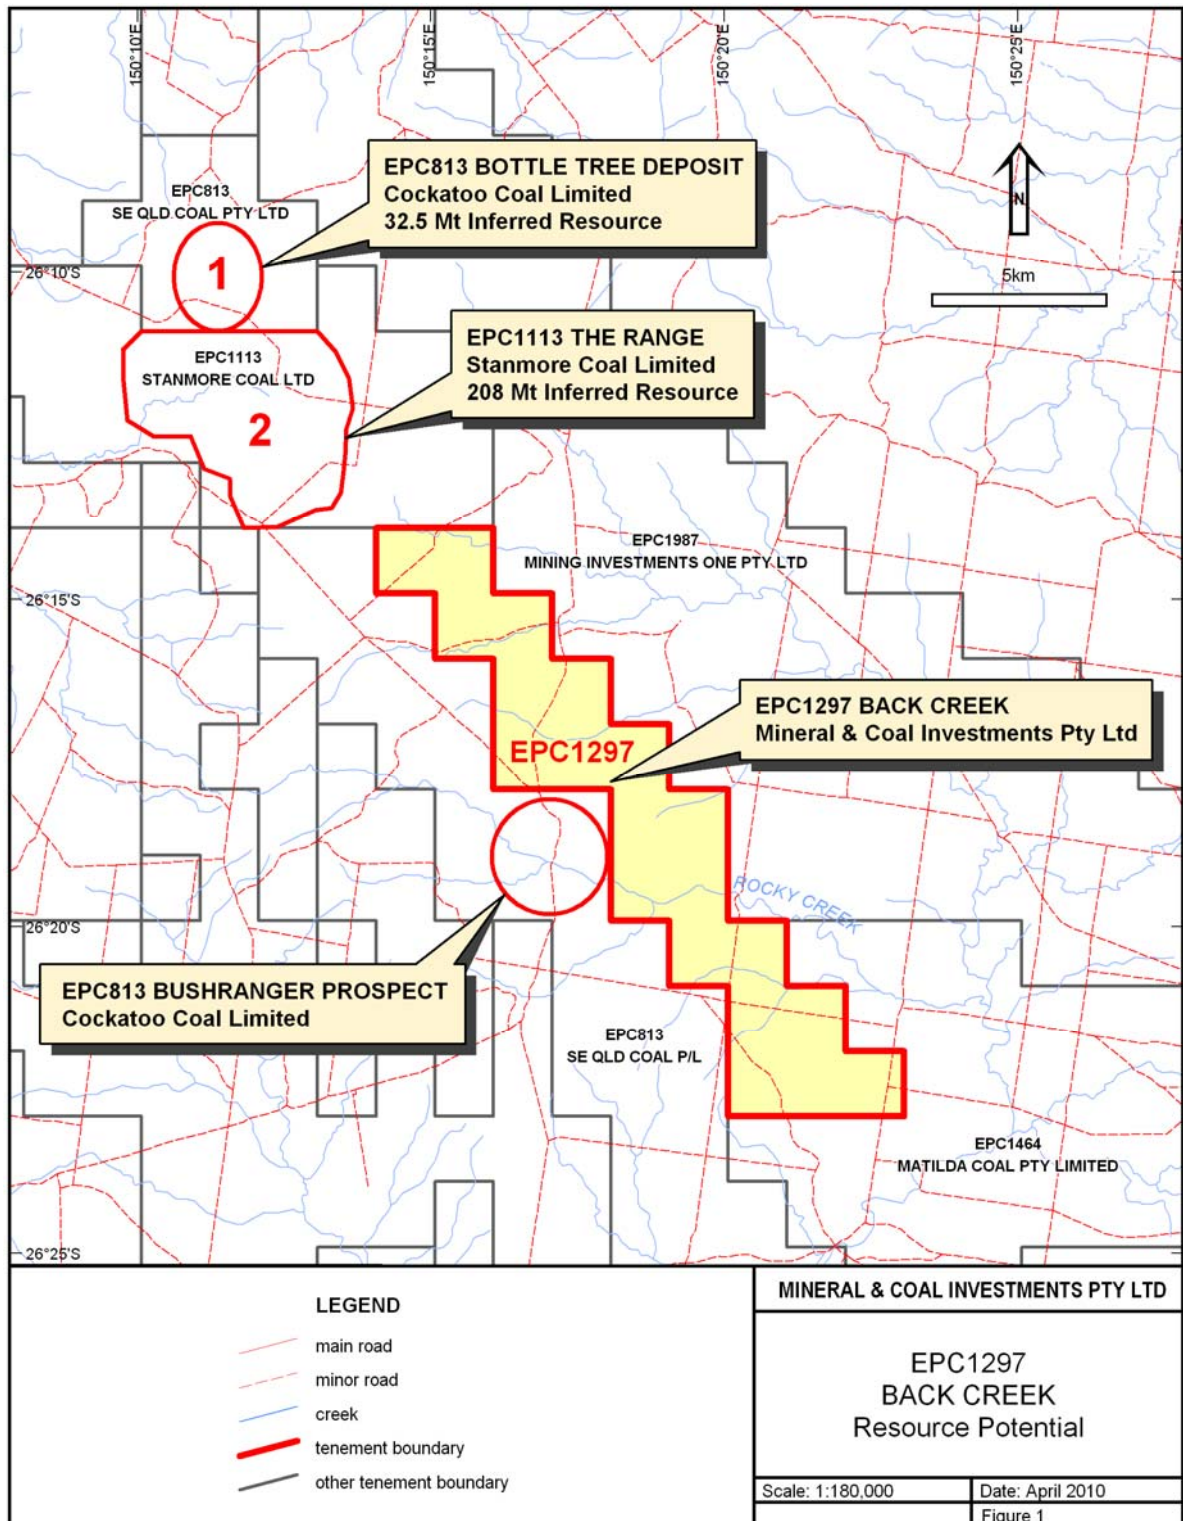 150°10'E
150°15'E
150°20'E
150°25'E
EPC813 BOTTLE TREE DEPOSIT
Cockatoo Coal Limited
32.5 Mt Inferred Resource
EPC813
SE QLD COAL PTY LTD
N
1
26°10'S
5km
EPC1113 THE RANGE
Stanmore Coal Limited
208 Mt Inferred Resource
EPC1113
STANMORE COAL LTD
2
EPC1987
MINING INVESTMENTS ONE PTY LTD
26°15'S
EPC1297 BACK CREEK
Mineral & Coal Investments Pty Ltd
EPC1297
ROCKY CREEK
26°20'S
EPC813 BUSHRANGER PROSPECT
Cockatoo Coal Limited
EPC813
SE QLD COAL P/L
EPC1464
MATILDA COAL PTY LIMITED
26°25'S
LEGEND
main road
minor road
creek
tenement boundary
other tenement boundary
MINERAL & COAL INVESTMENTS PTY LTD
EPC1297
BACK CREEK
Resource Potential
Scale: 1:180,000
Date: April 2010
Figure 1